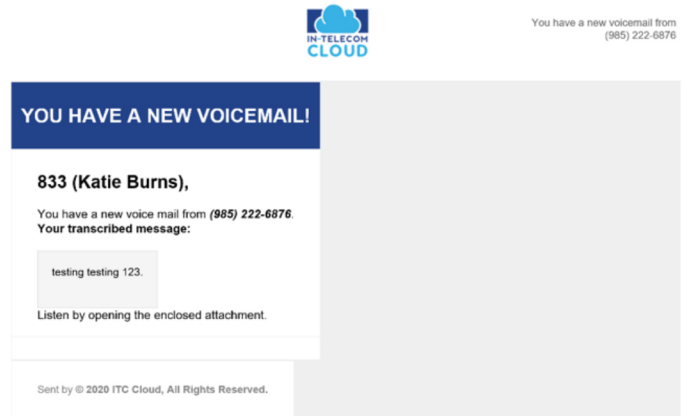 IN-TELECOM
CLOUD
You have a new voicemail from
(985) 222-6876
YOU HAVE A NEW VOICEMAIL!
833 (Katie Burns),
You have a new voice mail from (985) 222-6876.
Your transcribed message:
testing testing 123.
Listen by opening the enclosed attachment.
Sent by © 2020 ITC Cloud, All Rights Reserved.